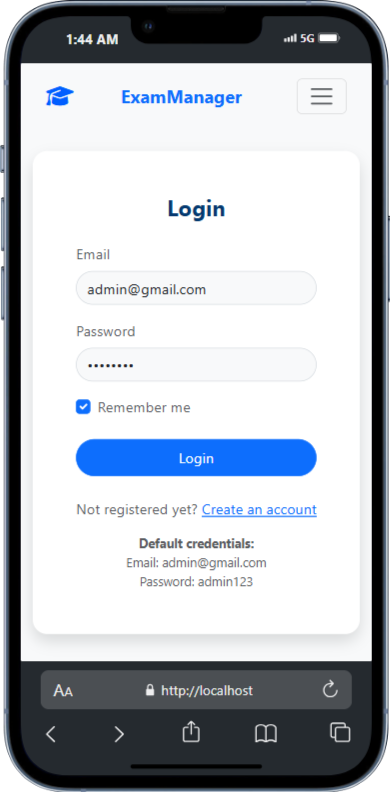 1:44 AM
5G
ExamManager
Login
Email
admin@gmail.com
Password
••••••••
Remember me
Login
Not registered yet? Create an account
Default credentials:
Email: admin@gmail.com
Password: admin123
AA
http://localhost